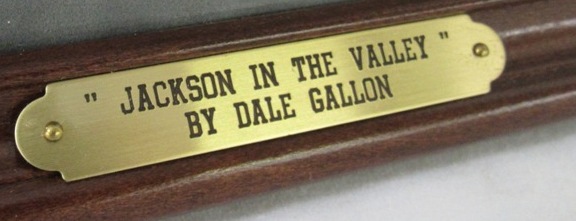 " JACKSON IN THE VALLEY "
BY DALE GALLON